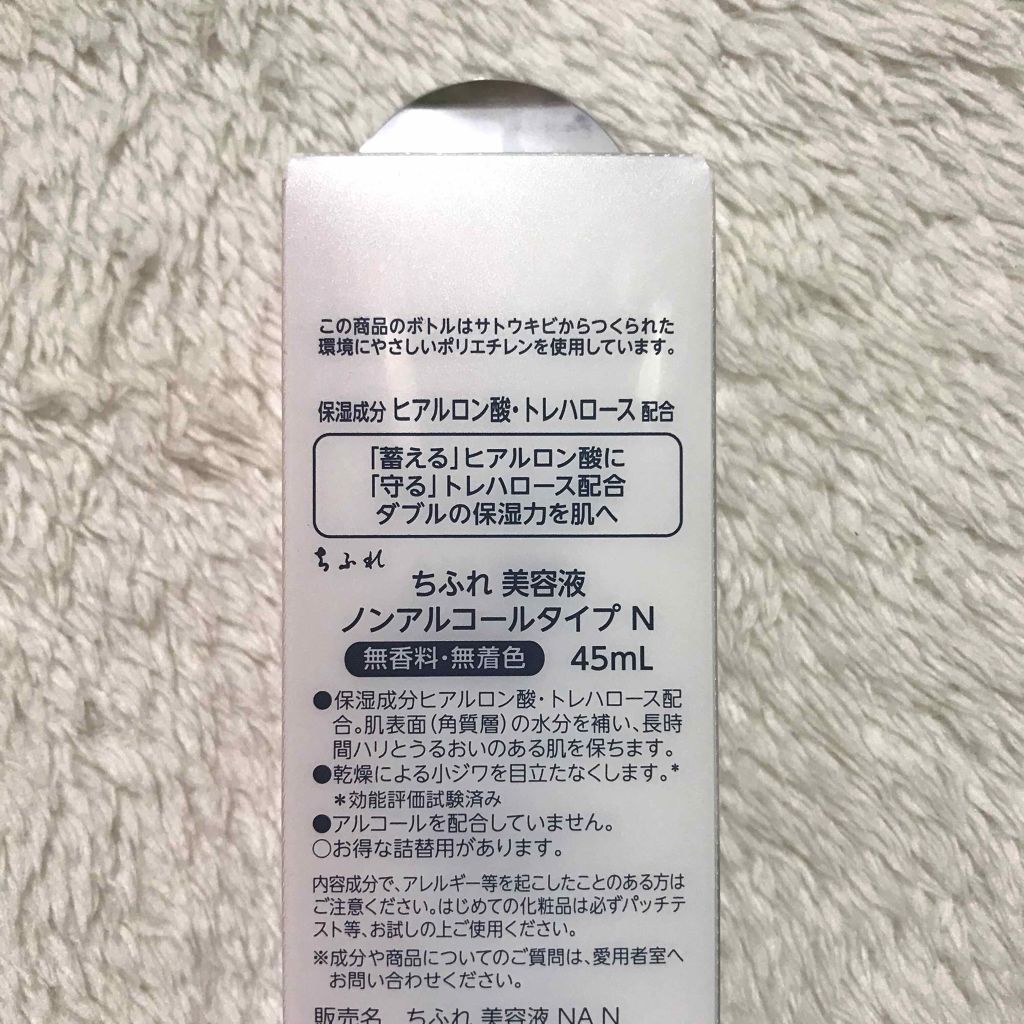 この商品のボトルはサトウキビからつくられた
環境にやさしいポリエチレンを使用しています。
保湿成分 ヒアルロン酸・トレハロース 配合
「蓄える」ヒアルロン酸に
「守る」トレハロース配合
ダブルの保湿力を肌へ
ちふれ
ちふれ 美容液
ノンアルコールタイプ N
無香料・無着色 45mL
●保湿成分ヒアルロン酸・トレハロース配
合。肌表面(角質層)の水分を補い、長時
間ハリとうるおいのある肌を保ちます。
●乾燥による小ジワを目立たなくします。*
*効能評価試験済み
●アルコールを配合していません。
○お得な詰替用があります。
内容成分で、アレルギー等を起こしたことのある方は
ご注意ください。はじめての化粧品は必ずパッチテ
スト等、お試しの上ご使用ください。
※成分や商品についてのご質問は、愛用者室へ
お問い合わせください。
販売名 ちふれ 美容液 NA N